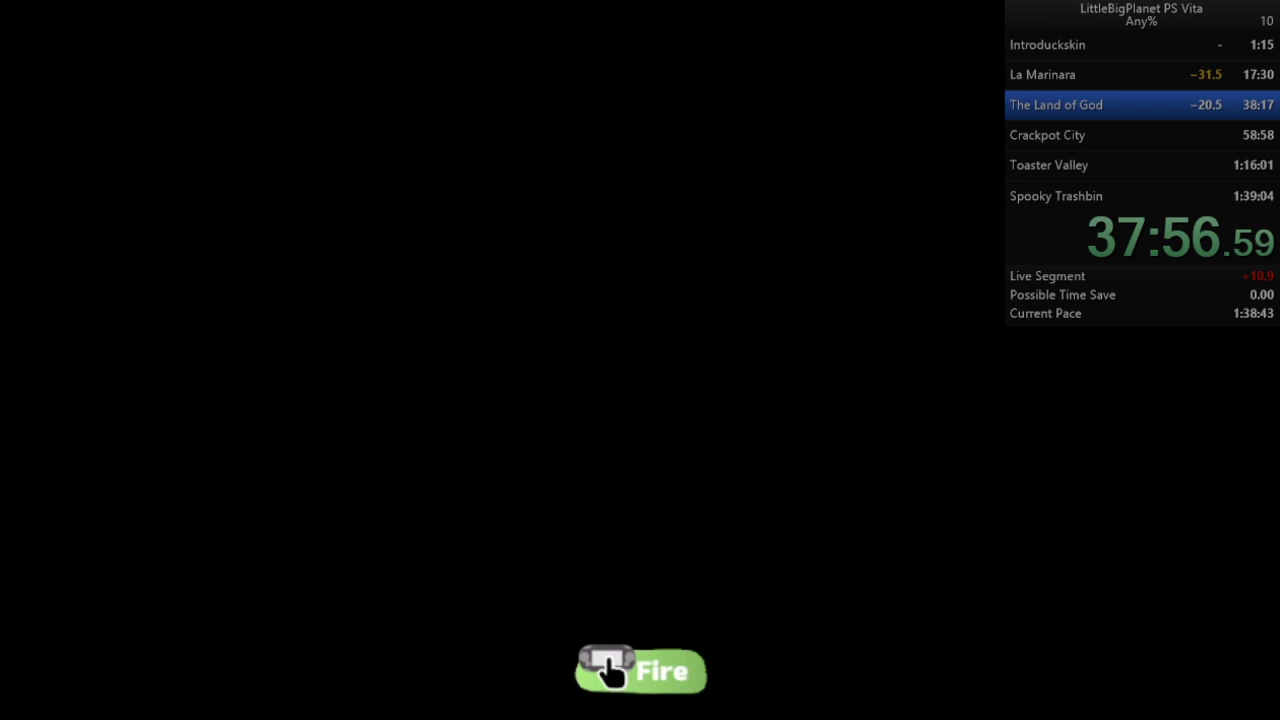 LittleBigPlanet PS Vita
Any% 10
Introduckskin - 1:15
La Marinara −31.5 17:30
The Land of God −20.5 38:17
Crackpot City 58:58
Toaster Valley 1:16:01
Spooky Trashbin 1:39:04
37:56.59
Live Segment +10.9
Possible Time Save 0.00
Current Pace 1:38:43
Fire